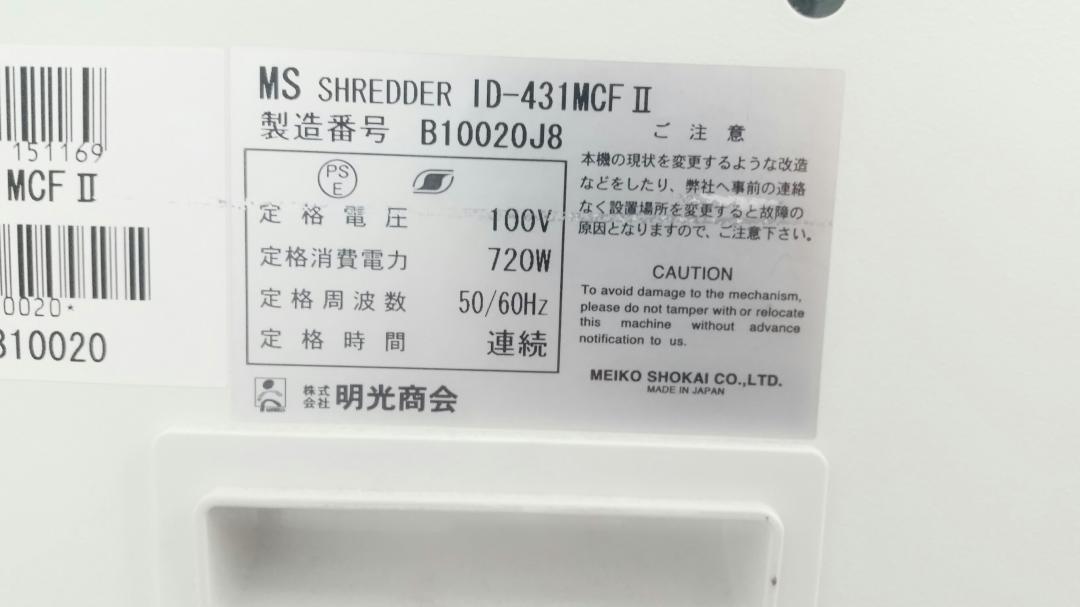 151169
MCFⅡ
0020*
B10020
MS SHREDDER ID-431MCFⅡ
製造番号 B10020J8
PS
E
定格電圧 100V
定格消費電力 720W
定格周波数 50/60Hz
定格時間 連続
株式
会社 明光商会
ご注意
本機の現状を変更するような改造
などをしたり、弊社へ事前の連絡
なく設置場所を変更すると故障の
原因となりますので、ご注意下さい。
CAUTION
To avoid damage to the mechanism,
please do not tamper with or relocate
this machine without advance
notification to us.
MEIKO SHOKAI CO.,LTD.
MADE IN JAPAN